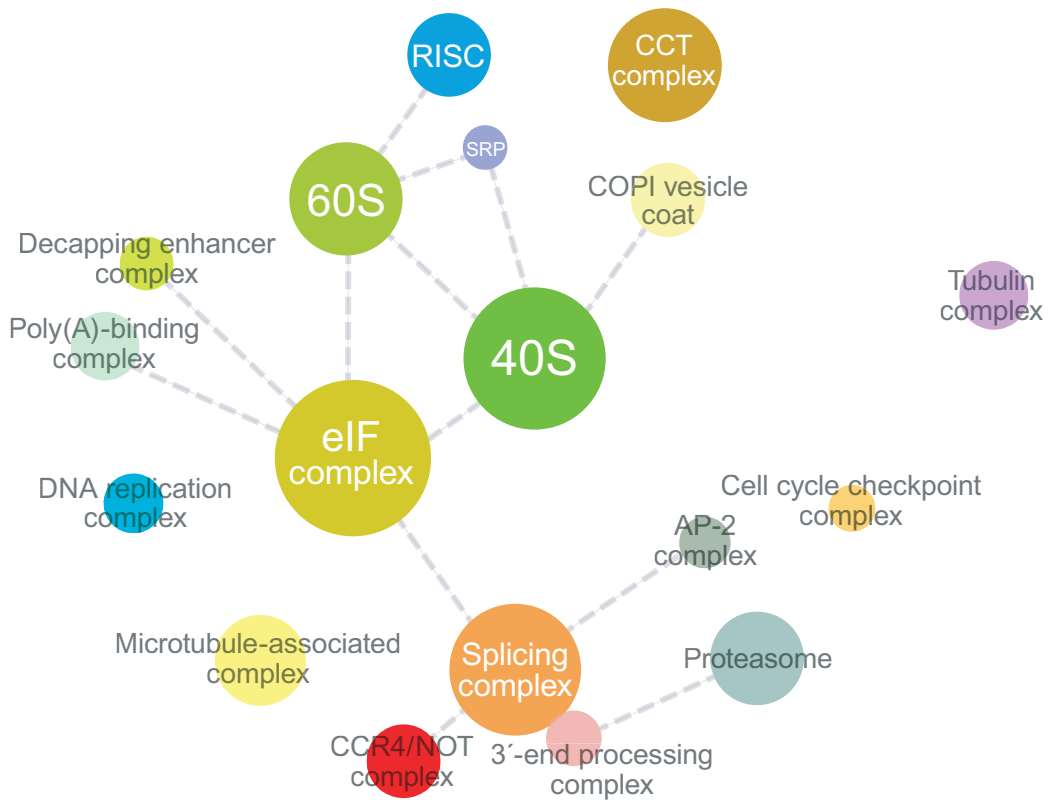 RISC
CCT
complex
SRP
60S
COPI vesicle
coat
Decapping enhancer
complex
Tubulin
complex
Poly(A)-binding
complex
40S
eIF
complex
DNA replication
complex
Cell cycle checkpoint
complex
AP-2
complex
Microtubule-associated
complex
Splicing
complex
Proteasome
CCR4/NOT
complex
3´-end processing
complex